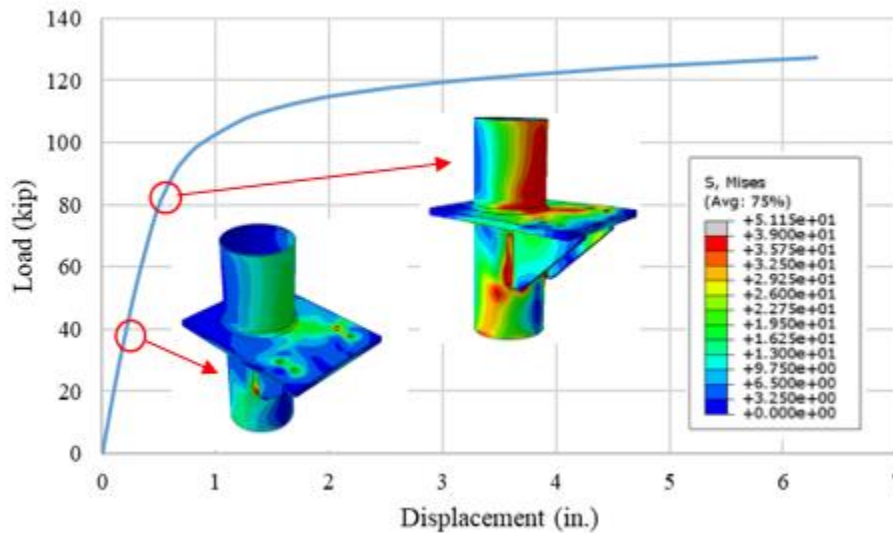 140
120
100
80
60
40
20
0
Load (kip)
S, Mises
(Avg: 75%)
+5.115e+01
+3.900e+01
+3.575e+01
+3.250e+01
+2.925e+01
+2.600e+01
+2.275e+01
+1.950e+01
+1.625e+01
+1.300e+01
+9.750e+00
+6.500e+00
+3.250e+00
+0.000e+00
0 1 2 3 4 5 6 7
Displacement (in.)